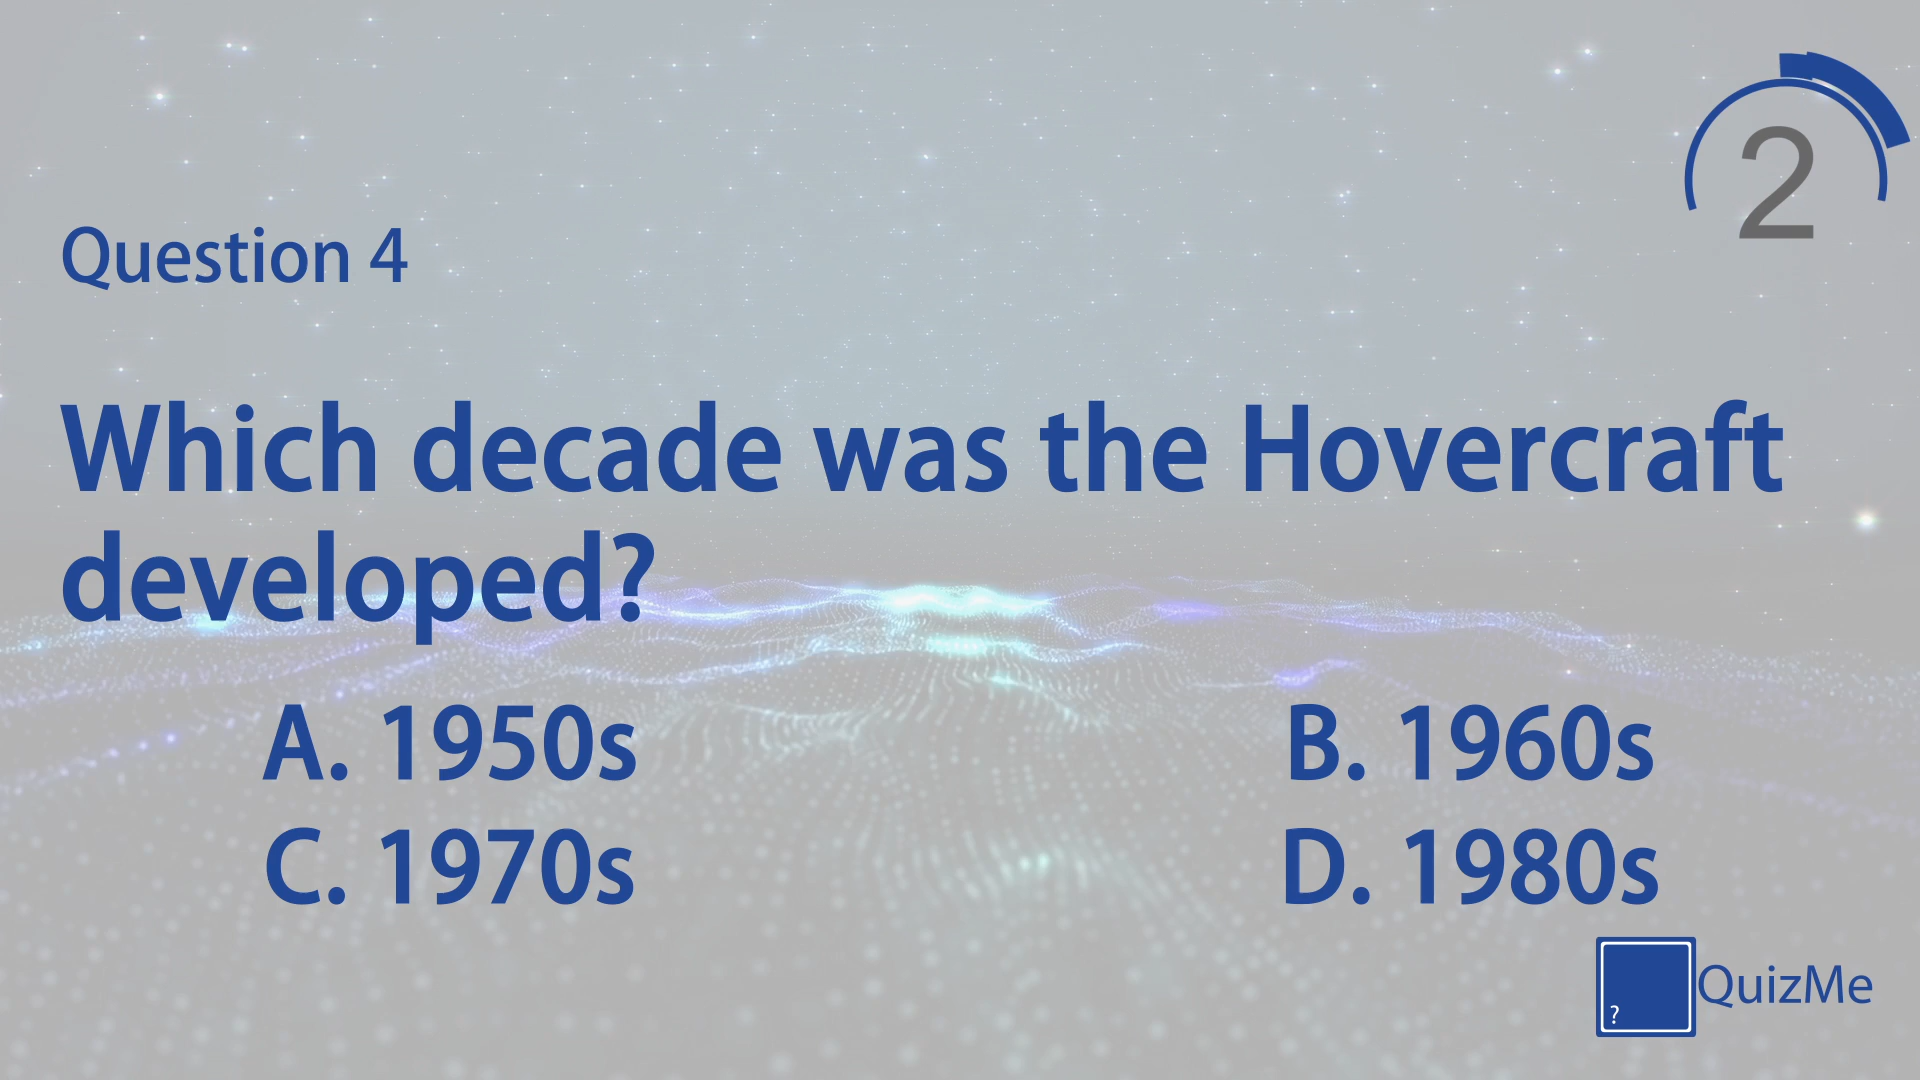 2
Question 4
Which decade was the Hovercraft
developed?
A. 1950s
B. 1960s
C. 1970s
D. 1980s
?
QuizMe